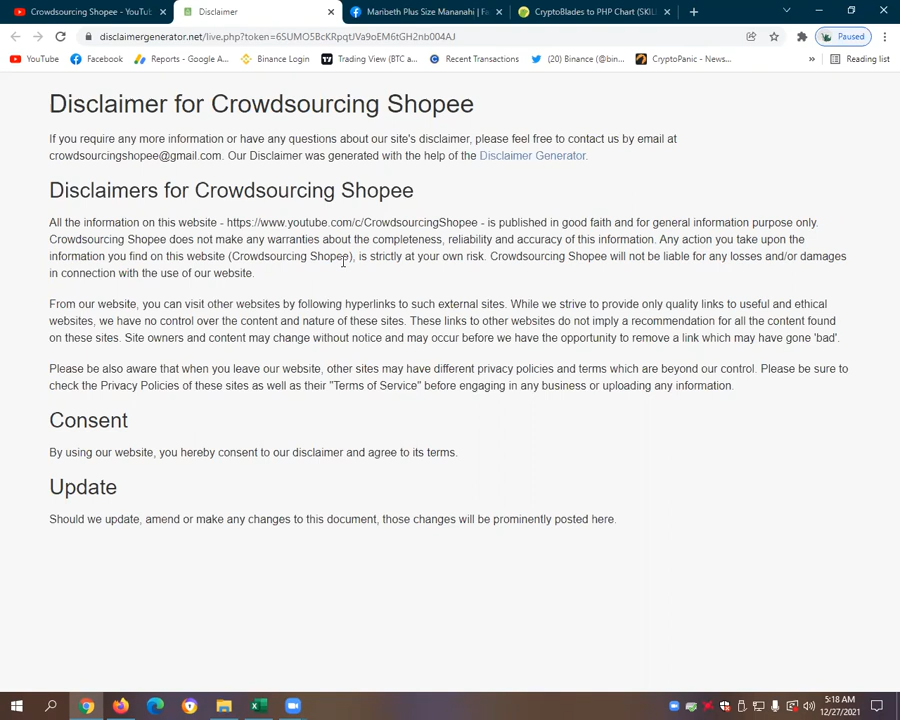 Crowdsourcing Shopee - YouTu
Disclaimer
Maribeth Plus Size Mananahi | Fa
CryptoBlades to PHP Chart (SKIL
disclaimergenerator.net/live.php?token=6SUMO5BcKRpqtJVa9oEM6tGH2nb004AJ
Paused
YouTube
Facebook
Reports - Google A...
Binance Login
Trading View (BTC a...
Recent Transactions
(20) Binance (@bin...
CryptoPanic - News...
»
Reading list
Disclaimer for Crowdsourcing Shopee
If you require any more information or have any questions about our site's disclaimer, please feel free to contact us by email at
crowdsourcingshopee@gmail.com. Our Disclaimer was generated with the help of the Disclaimer Generator.
Disclaimers for Crowdsourcing Shopee
All the information on this website - https://www.youtube.com/c/CrowdsourcingShopee - is published in good faith and for general information purpose only.
Crowdsourcing Shopee does not make any warranties about the completeness, reliability and accuracy of this information. Any action you take upon the
information you find on this website (Crowdsourcing Shopee), is strictly at your own risk. Crowdsourcing Shopee will not be liable for any losses and/or damages
in connection with the use of our website.
From our website, you can visit other websites by following hyperlinks to such external sites. While we strive to provide only quality links to useful and ethical
websites, we have no control over the content and nature of these sites. These links to other websites do not imply a recommendation for all the content found
on these sites. Site owners and content may change without notice and may occur before we have the opportunity to remove a link which may have gone 'bad'.
Please be also aware that when you leave our website, other sites may have different privacy policies and terms which are beyond our control. Please be sure to
check the Privacy Policies of these sites as well as their "Terms of Service" before engaging in any business or uploading any information.
Consent
By using our website, you hereby consent to our disclaimer and agree to its terms.
Update
Should we update, amend or make any changes to this document, those changes will be prominently posted here.
5:18 AM
12/27/2021